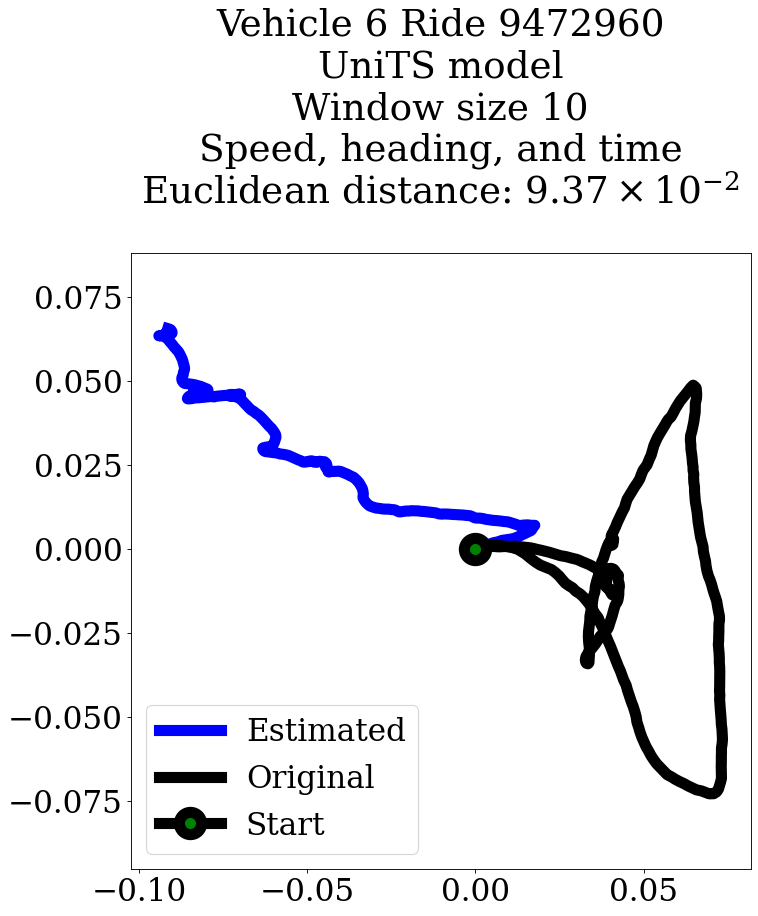 Vehicle 6 Ride 9472960
UniTS model
Window size 10
Speed, heading, and time
Euclidean distance: 9.37 × 10⁻²
0.075
0.050
0.025
0.000
−0.025
−0.050
−0.075
Estimated
Original
Start
−0.10
−0.05
0.00
0.05